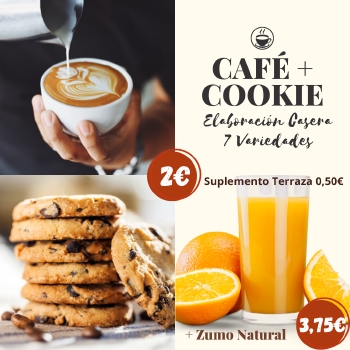 CAFÉ +
COOKIE
Elaboración Casera
7 Variedades
2€
Suplemento Terraza 0,50€
+ Zumo Natural
3,75€